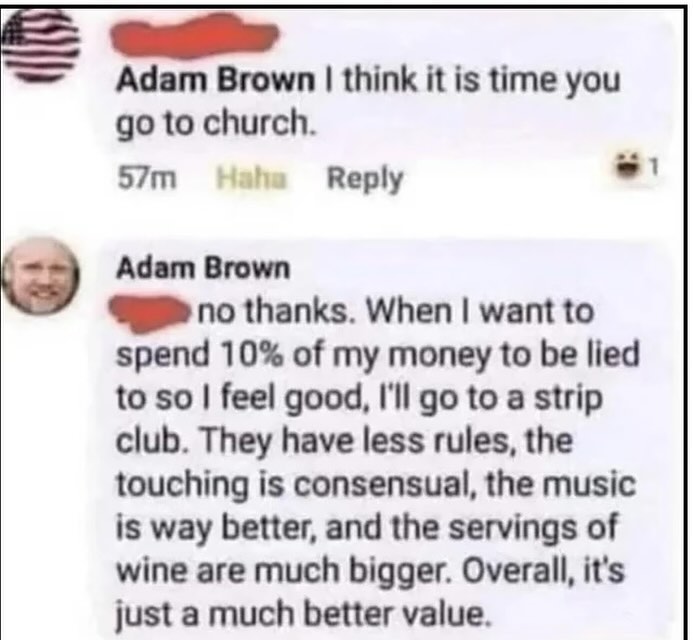 Adam Brown I think it is time you
go to church.
57m Haha Reply
1
Adam Brown
no thanks. When I want to
spend 10% of my money to be lied
to so I feel good, I'll go to a strip
club. They have less rules, the
touching is consensual, the music
is way better, and the servings of
wine are much bigger. Overall, it's
just a much better value.